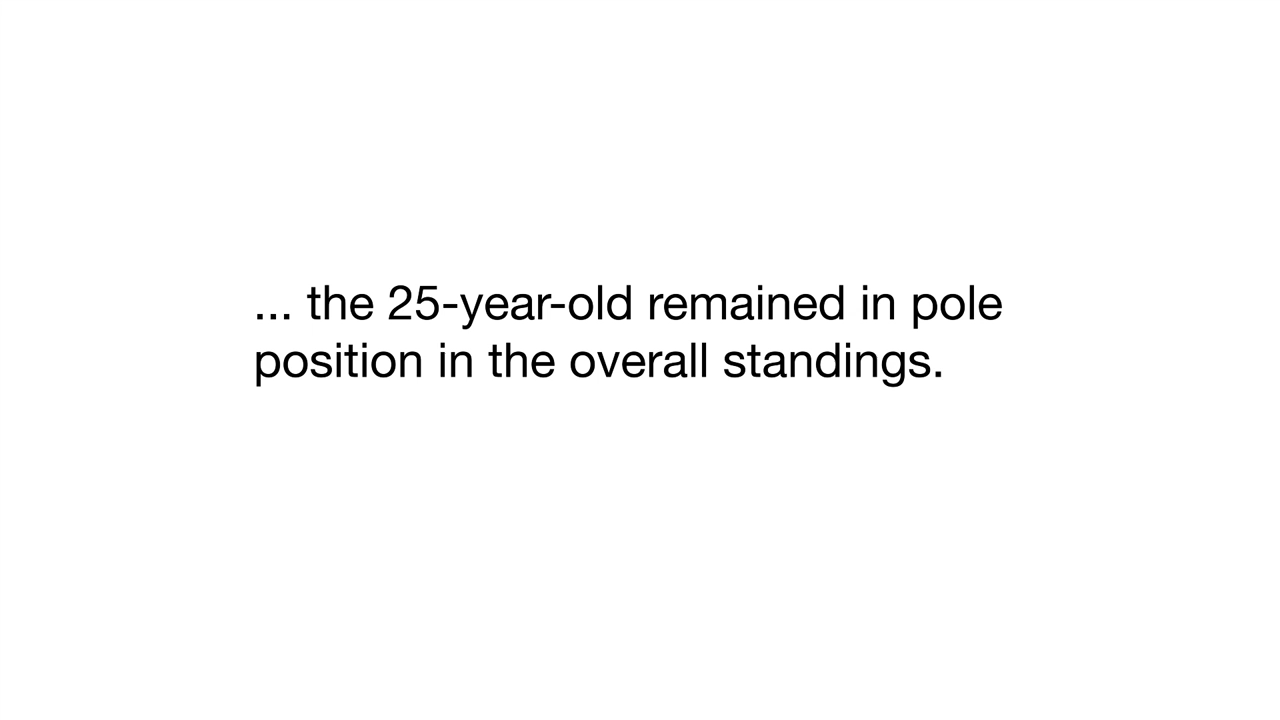 ... the 25-year-old remained in pole
position in the overall standings.